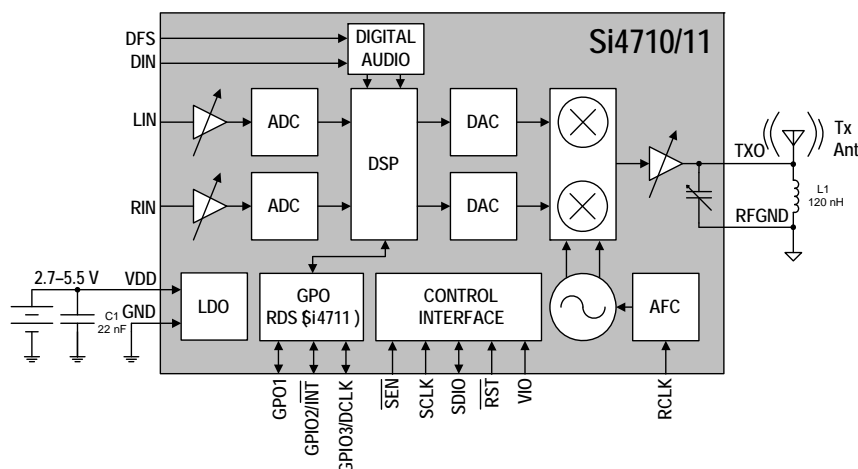 DFS
DIN
DIGITAL
AUDIO
Si4710/11
LIN
ADC
DSP
DAC
TXO
Tx
Ant
RIN
ADC
DAC
L1
120 nH
RFGND
2.7–5.5 V
VDD
GND
C1
22 nF
LDO
GPO
RDS (Si4711)
CONTROL
INTERFACE
AFC
GPO1
GPIO2/INT
GPIO3/DCLK
SEN
SCLK
SDIO
RST
VIO
RCLK